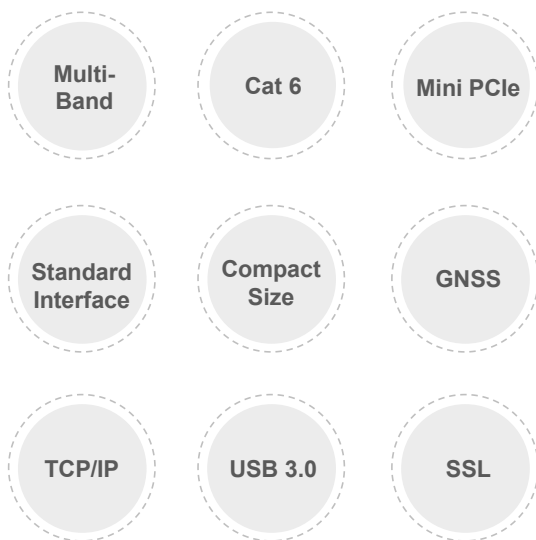 Multi-
Band
Cat 6
Mini PCIe
Standard
Interface
Compact
Size
GNSS
TCP/IP
USB 3.0
SSL